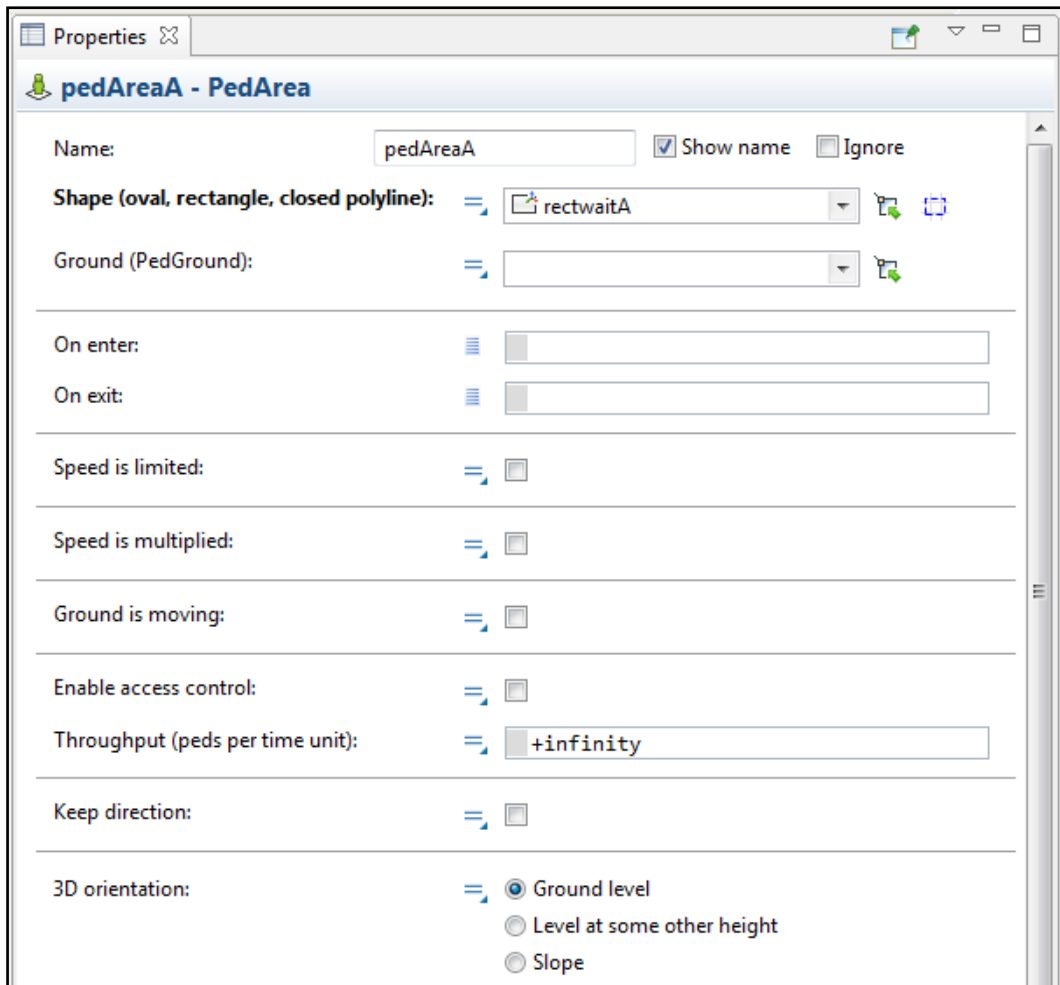 Properties
pedAreaA - PedArea
Name: pedAreaA Show name Ignore
Shape (oval, rectangle, closed polyline): rectwaitA
Ground (PedGround):
On enter:
On exit:
Speed is limited:
Speed is multiplied:
Ground is moving:
Enable access control:
Throughput (peds per time unit): +infinity
Keep direction:
3D orientation: Ground level
Level at some other height
Slope